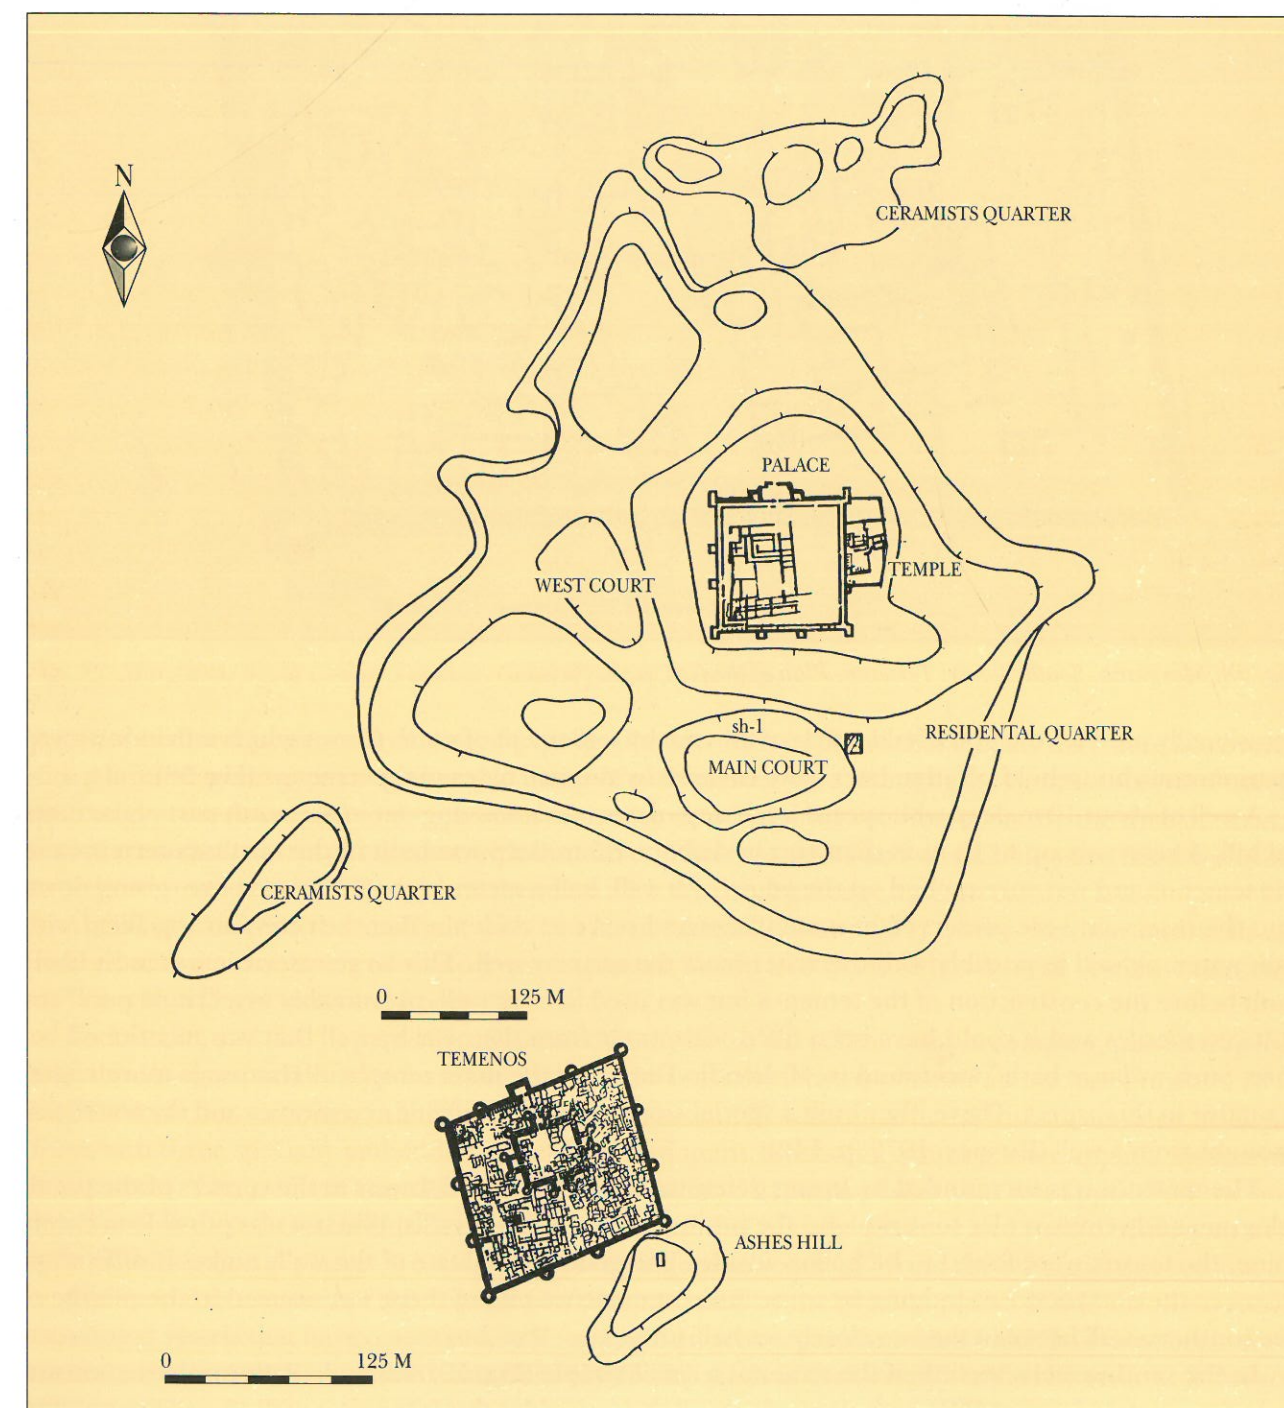 N
CERAMISTS QUARTER
PALACE
TEMPLE
WEST COURT
sh-1
RESIDENTAL QUARTER
MAIN COURT
CERAMISTS QUARTER
0 125 M
TEMENOS
ASHES HILL
0 125 M